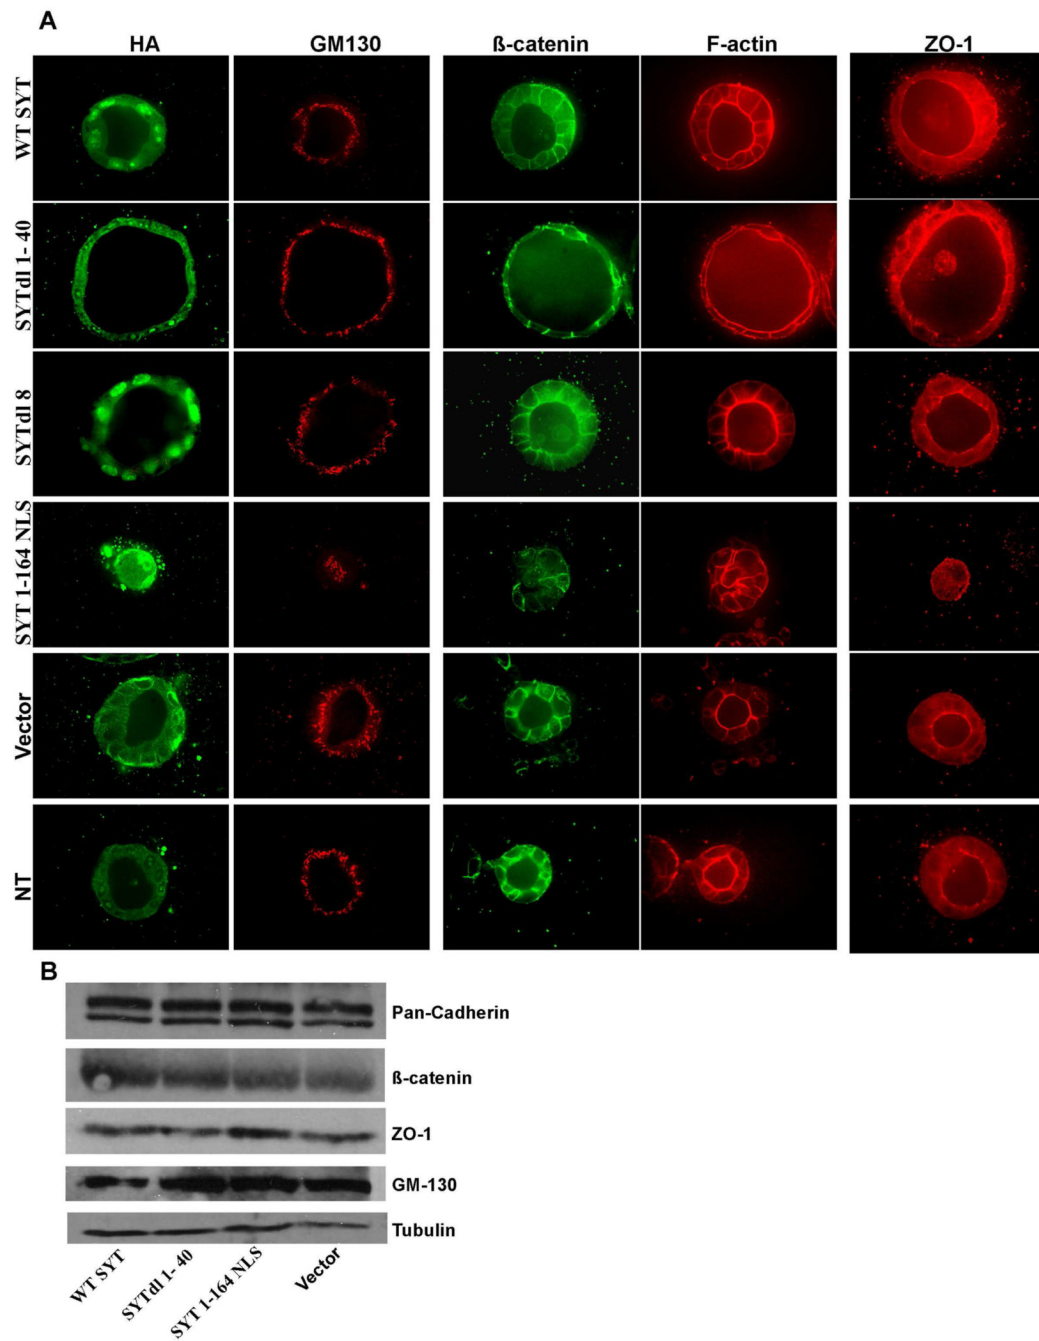 A
HA GM130 ß-catenin F-actin ZO-1
WT SYT
SYTdl 1- 40
SYTdl 8
SYT 1-164 NLS
Vector
NT
B
Pan-Cadherin
ß-catenin
ZO-1
GM-130
Tubulin
WT SYT
SYTdl 1- 40
SYT 1-164 NLS
Vector